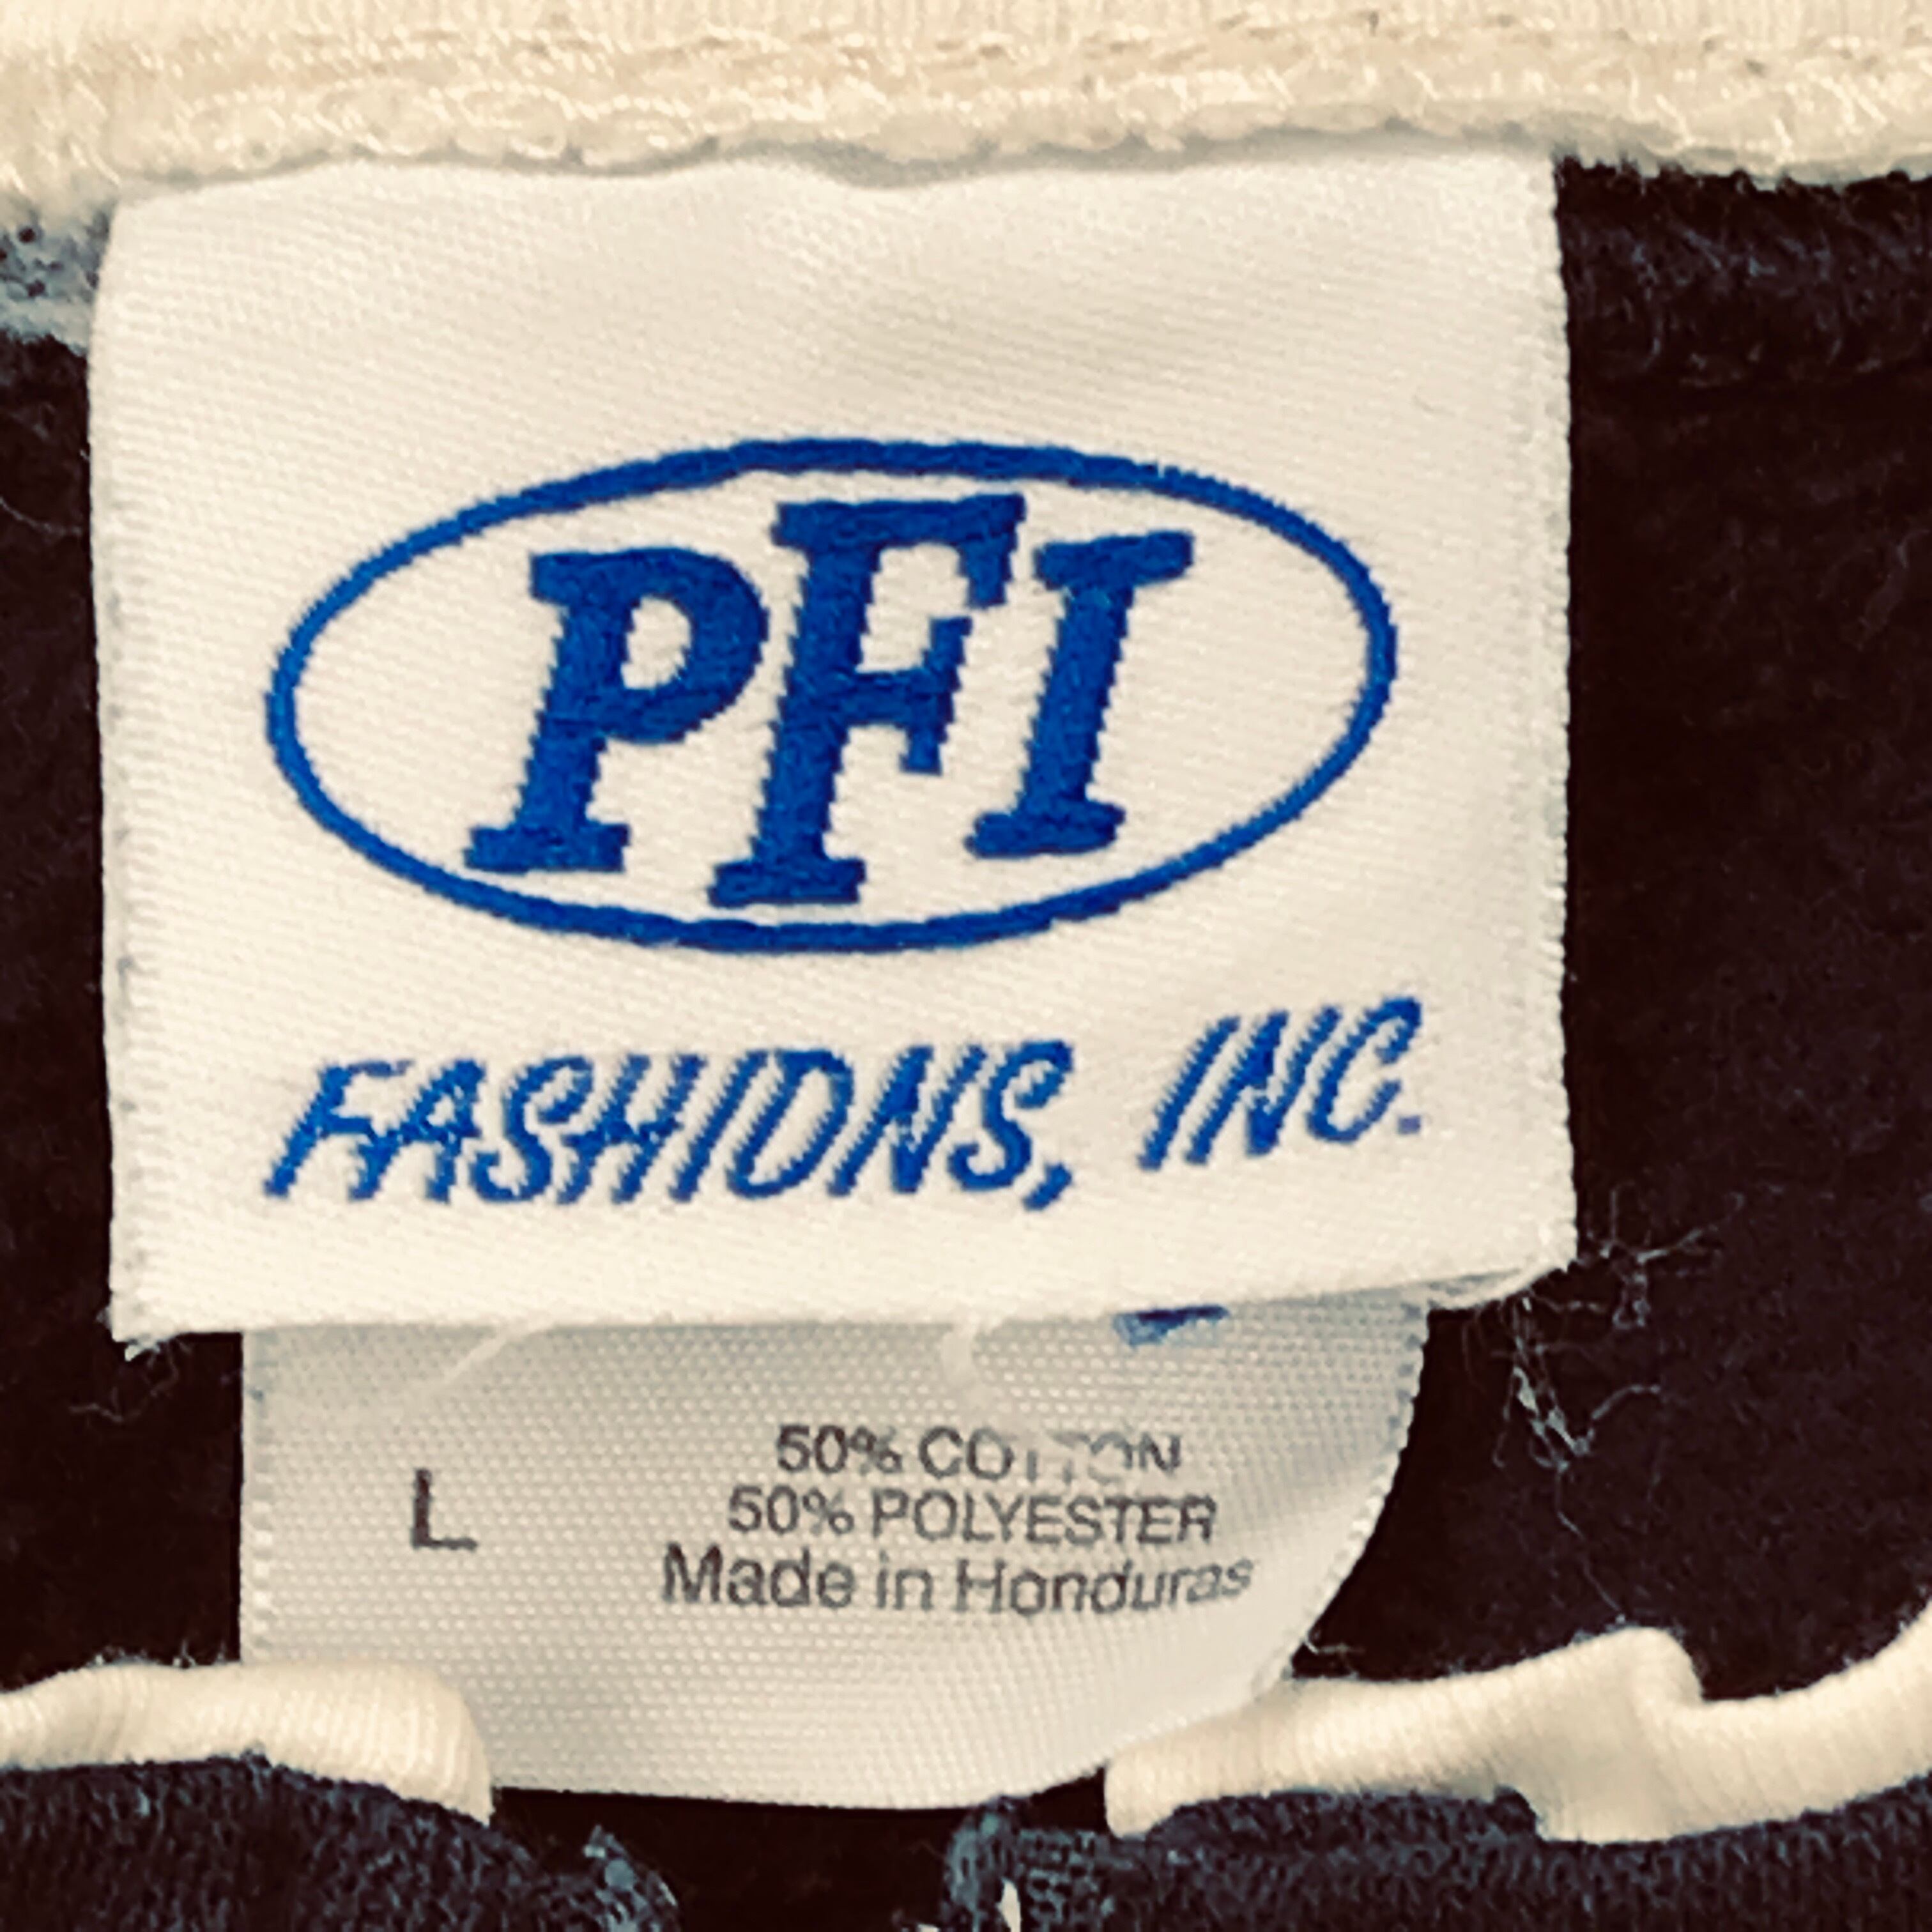 PFI
FASHIONS, INC.
L
50% COTTON
50% POLYESTER
Made in Honduras